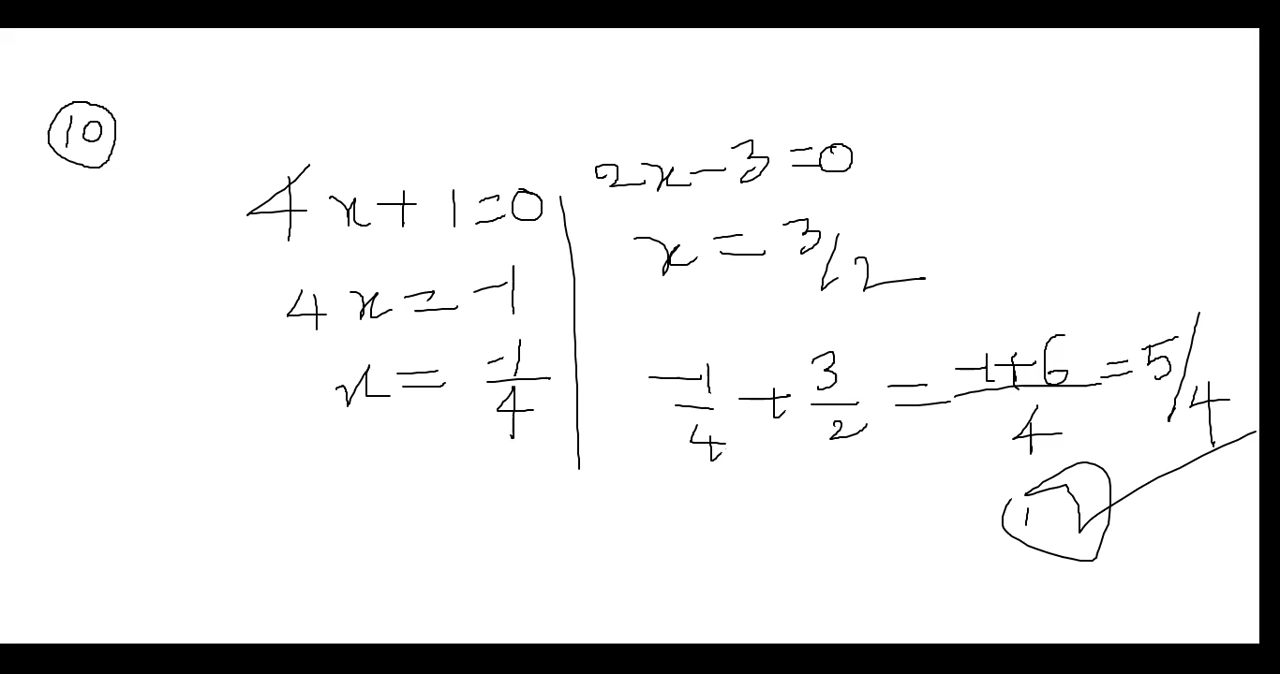 10
4x+1=0
4x=-1
x=-1/4
2x-3=0
x=3/2
-1/4+3/2=-1+6/4=5/4
1